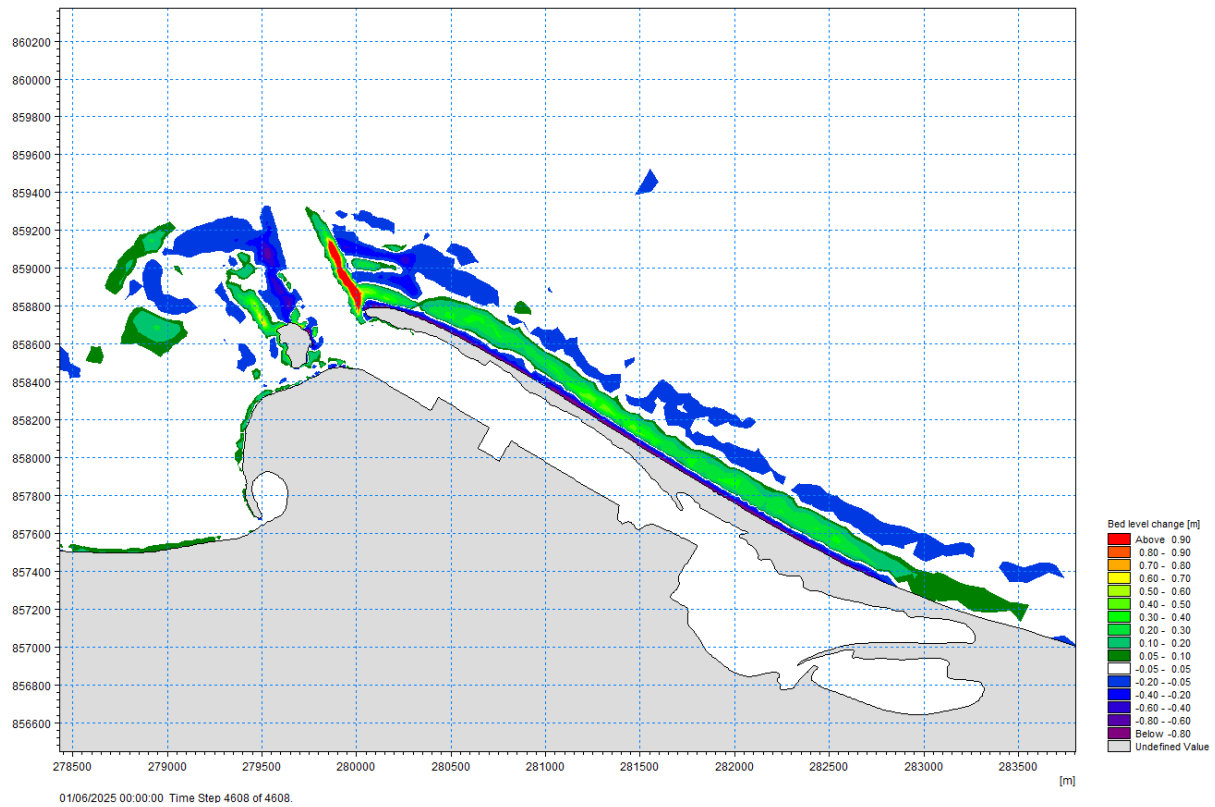 860200
860000
859800
859600
859400
859200
859000
858800
858600
858400
858200
858000
857800
857600
857400
857200
857000
856800
856600
278500 279000 279500 280000 280500 281000 281500 282000 282500 283000 283500
[m]
01/06/2025 00:00:00 Time Step 4608 of 4608.
Bed level change [m]
Above 0.90
0.80 - 0.90
0.70 - 0.80
0.60 - 0.70
0.50 - 0.60
0.40 - 0.50
0.30 - 0.40
0.20 - 0.30
0.10 - 0.20
0.05 - 0.10
-0.05 - 0.05
-0.20 - -0.05
-0.40 - -0.20
-0.60 - -0.40
-0.80 - -0.60
Below -0.80
Undefined Value